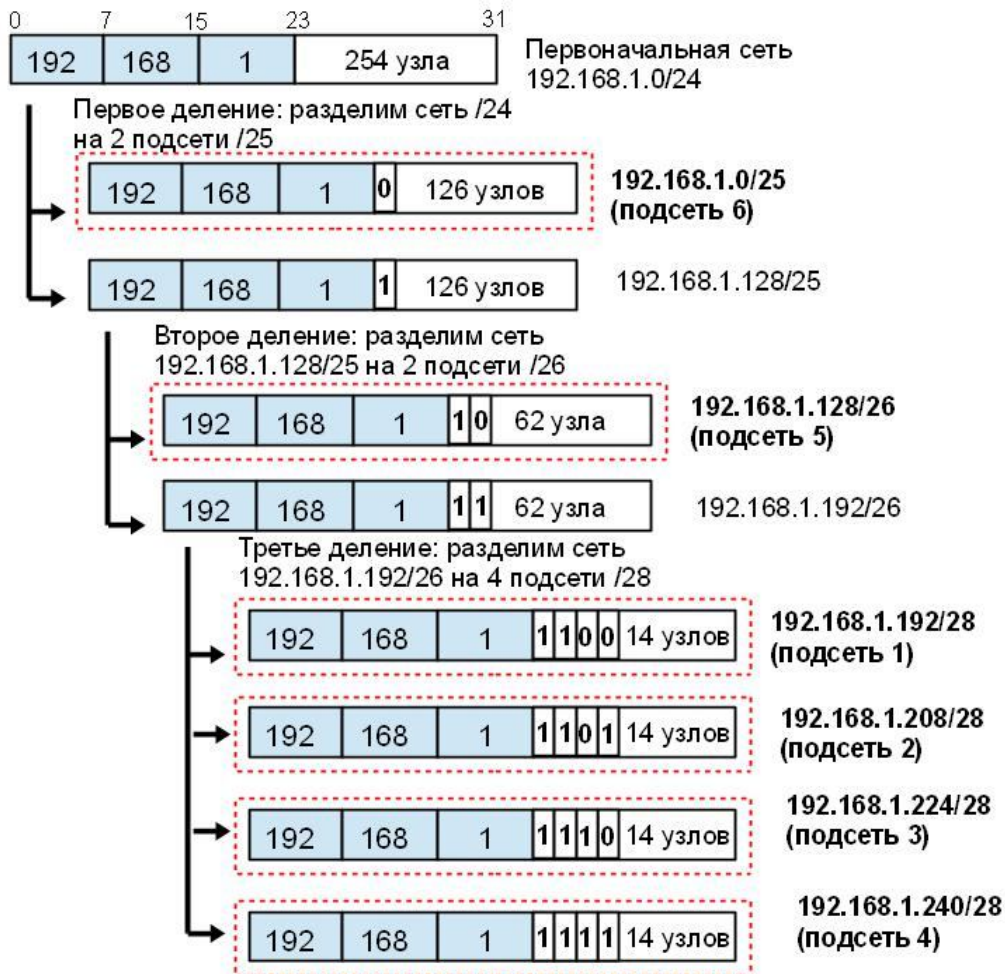 0 7 15 23 31
192 168 1 254 узла
Первоначальная сеть
192.168.1.0/24
Первое деление: разделим сеть /24
на 2 подсети /25
192 168 1 0 126 узлов
192.168.1.0/25
(подсеть 6)
192 168 1 1 126 узлов
192.168.1.128/25
Второе деление: разделим сеть
192.168.1.128/25 на 2 подсети /26
192 168 1 1 0 62 узла
192.168.1.128/26
(подсеть 5)
192 168 1 1 1 62 узла
192.168.1.192/26
Третье деление: разделим сеть
192.168.1.192/26 на 4 подсети /28
192 168 1 1 1 0 0 14 узлов
192.168.1.192/28
(подсеть 1)
192 168 1 1 1 0 1 14 узлов
192.168.1.208/28
(подсеть 2)
192 168 1 1 1 1 0 14 узлов
192.168.1.224/28
(подсеть 3)
192 168 1 1 1 1 1 14 узлов
192.168.1.240/28
(подсеть 4)